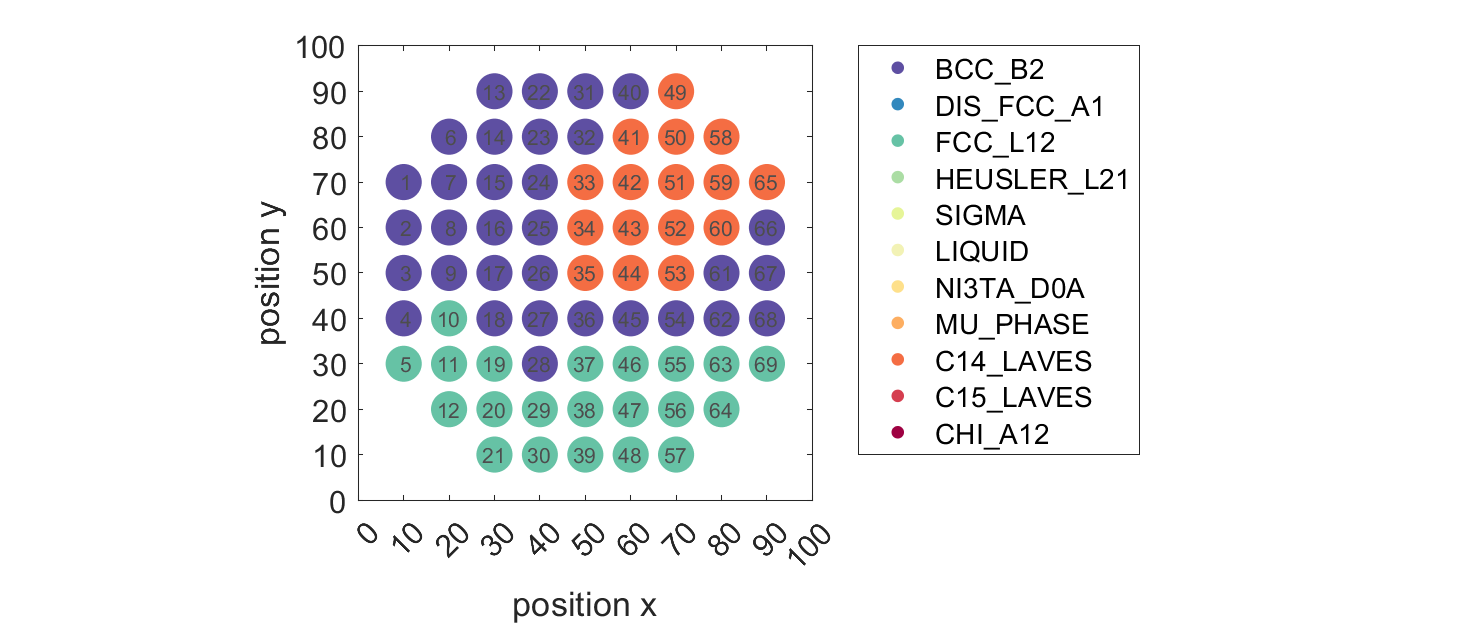 100
90 13 22 31 40 49
80 6 14 23 32 41 50 58
70 1 7 15 24 33 42 51 59 65
60 2 8 16 25 34 43 52 60 66
50 3 9 17 26 35 44 53 61 67
40 4 10 18 27 36 45 54 62 68
30 5 11 19 28 37 46 55 63 69
20 12 20 29 38 47 56 64
10 21 30 39 48 57
0
0 10 20 30 40 50 60 70 80 90 100
position x
position y
BCC_B2
DIS_FCC_A1
FCC_L12
HEUSLER_L21
SIGMA
LIQUID
NI3TA_D0A
MU_PHASE
C14_LAVES
C15_LAVES
CHI_A12